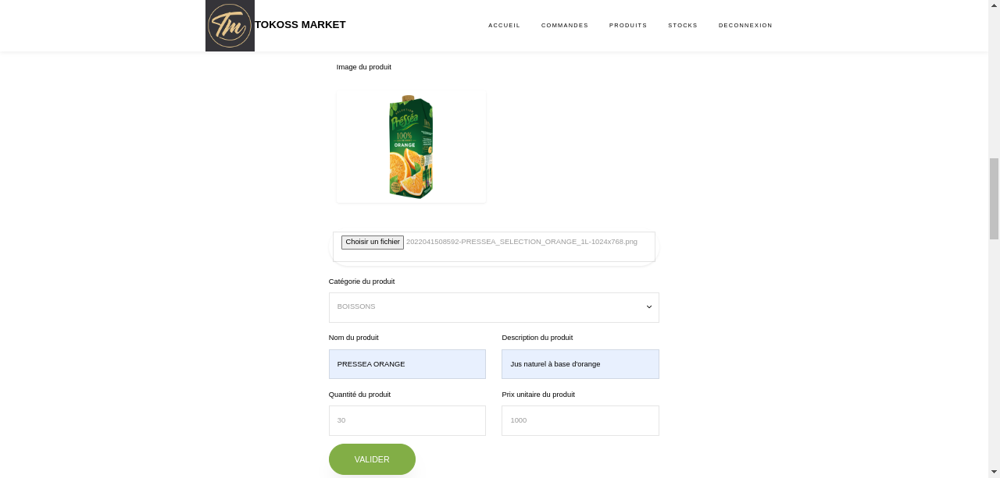 Tm TOKOSS MARKET
ACCUEIL COMMANDES PRODUITS STOCKS DECONNEXION
Image du produit
Presséa
100%
ORANGE
Choisir un fichier 2022041508592-PRESSEA_SELECTION_ORANGE_1L-1024x768.png
Catégorie du produit
BOISSONS
Nom du produit Description du produit
PRESSEA ORANGE Jus naturel à base d'orange
Quantité du produit Prix unitaire du produit
30 1000
VALIDER